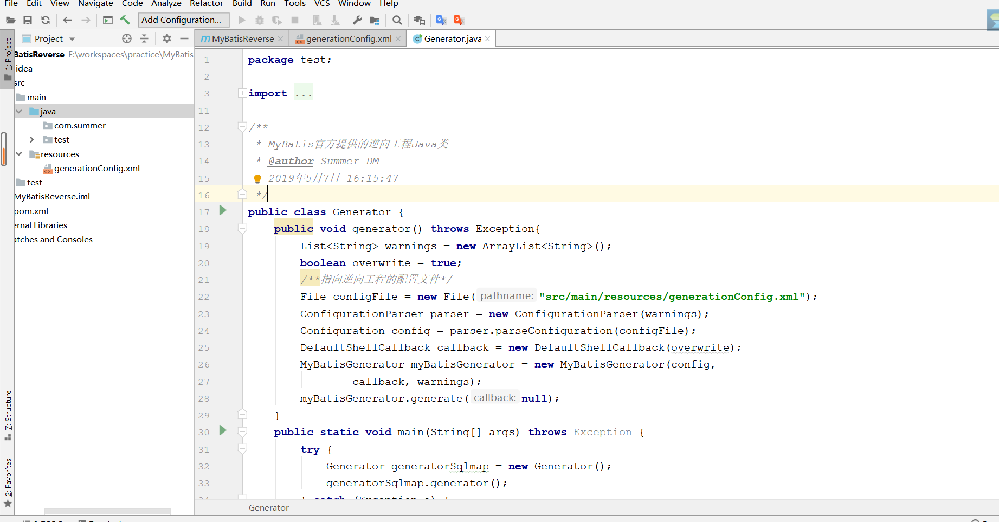 File Edit View Navigate Code Analyze Refactor Build Run Tools VCS Window Help
Add Configuration...
1: Project
Project
MyBatisReverse
generationConfig.xml
Generator.java
BatisReverse E:\workspaces\practice\MyBatis
.idea
src
main
java
com.summer
test
resources
generationConfig.xml
test
MyBatisReverse.iml
pom.xml
ernal Libraries
atches and Consoles
7: Structure
2: Favorites
1 package test;
2
3 import ...
11
12 /**
13 * MyBatis官方提供的逆向工程Java类
14 * @author Summer_DM
15 2019年5月7日 16:15:47
16 */
17 public class Generator {
18 public void generator() throws Exception{
19 List<String> warnings = new ArrayList<String>();
20 boolean overwrite = true;
21 /**指向逆向工程的配置文件*/
22 File configFile = new File( pathname: "src/main/resources/generationConfig.xml");
23 ConfigurationParser parser = new ConfigurationParser(warnings);
24 Configuration config = parser.parseConfiguration(configFile);
25 DefaultShellCallback callback = new DefaultShellCallback(overwrite);
26 MyBatisGenerator myBatisGenerator = new MyBatisGenerator(config,
27 callback, warnings);
28 myBatisGenerator.generate( callback: null);
29 }
30 public static void main(String[] args) throws Exception {
31 try {
32 Generator generatorSqlmap = new Generator();
33 generatorSqlmap.generator();
34 } catch (Exception e) {
Generator